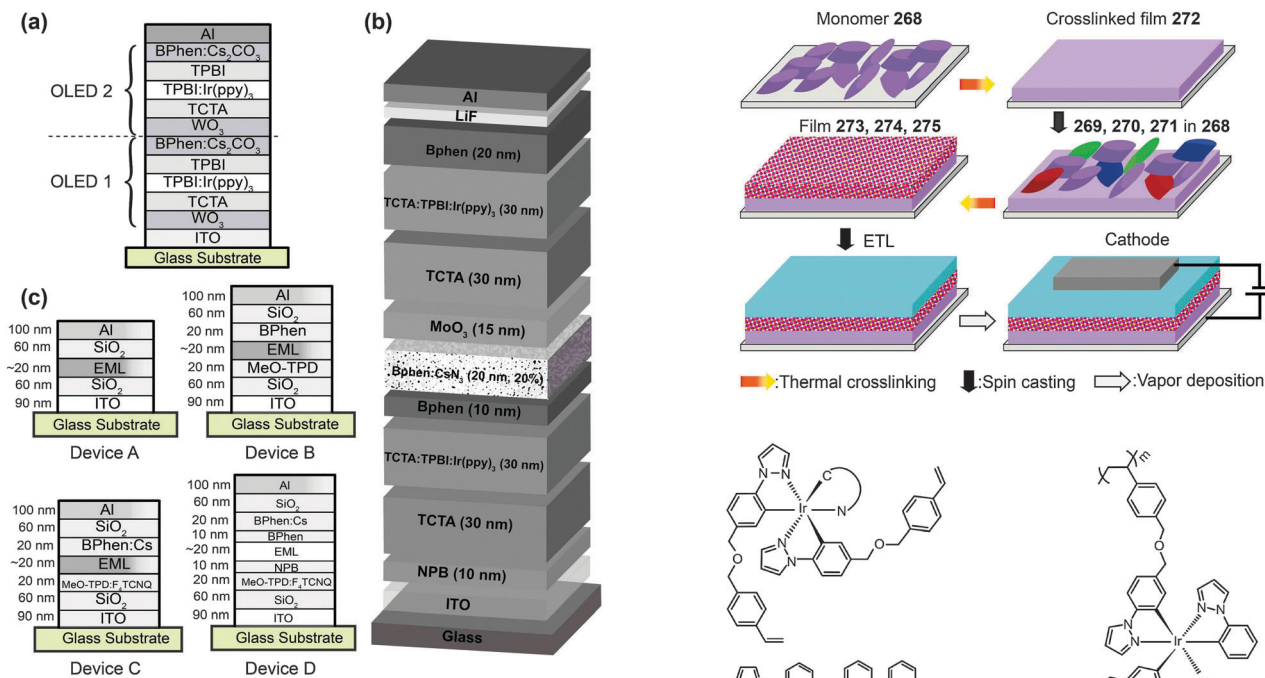 (a)
Al
BPhen:Cs₂CO₃
TPBI
TPBI:Ir(ppy)₃
TCTA
WO₃
BPhen:Cs₂CO₃
TPBI
TPBI:Ir(ppy)₃
TCTA
WO₃
ITO
Glass Substrate
OLED 2
OLED 1
(b)
Al
LiF
Bphen (20 nm)
TCTA:TPBI:Ir(ppy)₃ (30 nm)
TCTA (30 nm)
MoO₃ (15 nm)
Bphen:CsN₃ (20 nm, 20%)
Bphen (10 nm)
TCTA:TPBI:Ir(ppy)₃ (30 nm)
TCTA (30 nm)
NPB (10 nm)
ITO
Glass
(c)
100 nm Al
60 nm SiO₂
~20 nm EML
60 nm SiO₂
90 nm ITO
Glass Substrate
Device A
100 nm Al
60 nm SiO₂
20 nm BPhen
~20 nm EML
20 nm MeO-TPD
60 nm SiO₂
90 nm ITO
Glass Substrate
Device B
100 nm Al
60 nm SiO₂
20 nm BPhen:Cs
~20 nm EML
20 nm MeO-TPD:F₄TCNQ
60 nm SiO₂
90 nm ITO
Glass Substrate
Device C
100 nm Al
60 nm SiO₂
20 nm BPhen:Cs
10 nm BPhen
~20 nm EML
10 nm NPB
20 nm MeO-TPD:F₄TCNQ
60 nm SiO₂
90 nm ITO
Glass Substrate
Device D
Monomer 268
Crosslinked film 272
Film 273, 274, 275
269, 270, 271 in 268
ETL
Cathode
:Thermal crosslinking
:Spin casting
:Vapor deposition
N
N
C
Ir
N
N
N
O
O
m
O
N
N
N
N
Ir